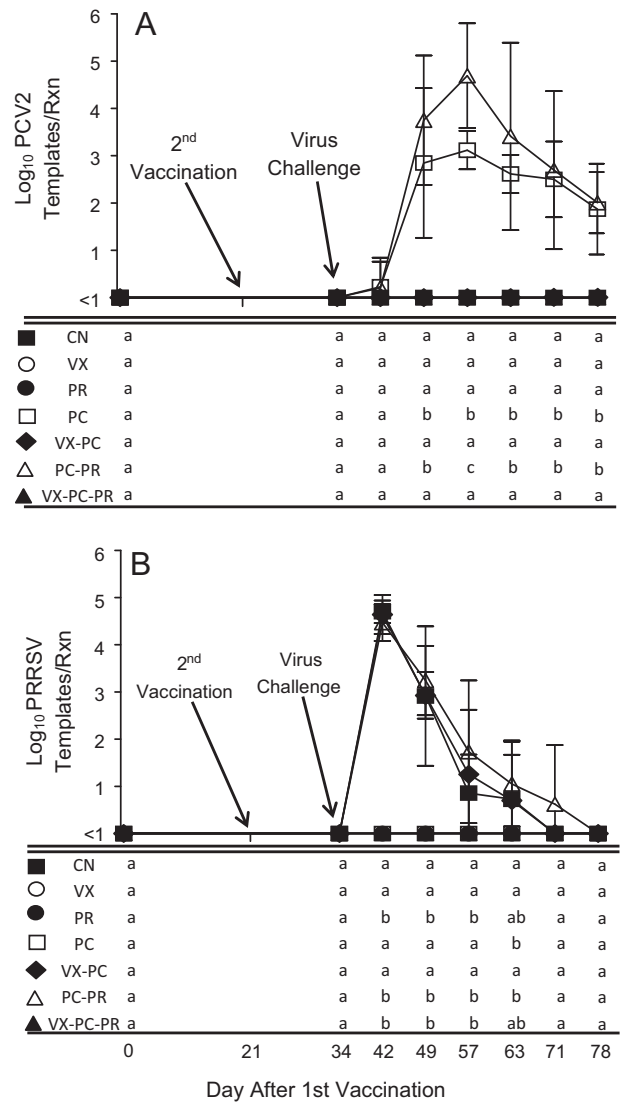 A
Log10 PCV2
Templates/Rxn
6
5
4
3
2
1
<1
2nd
Vaccination
Virus
Challenge
CN a a a a a a a a
VX a a a a a a a a
PR a a a a a a a a
PC a a a b b b b b
VX-PC a a a a a a a a
PC-PR a a a b c b b b
VX-PC-PR a a a a a a a a
B
Log10 PRRSV
Templates/Rxn
6
5
4
3
2
1
<1
2nd
Vaccination
Virus
Challenge
CN a a a a a a a a
VX a a a a a a a a
PR a a b b b ab a a
PC a a a a a b a a
VX-PC a a a a a a a a
PC-PR a a b b b b a a
VX-PC-PR a a b b b ab a a
0 21 34 42 49 57 63 71 78
Day After 1st Vaccination